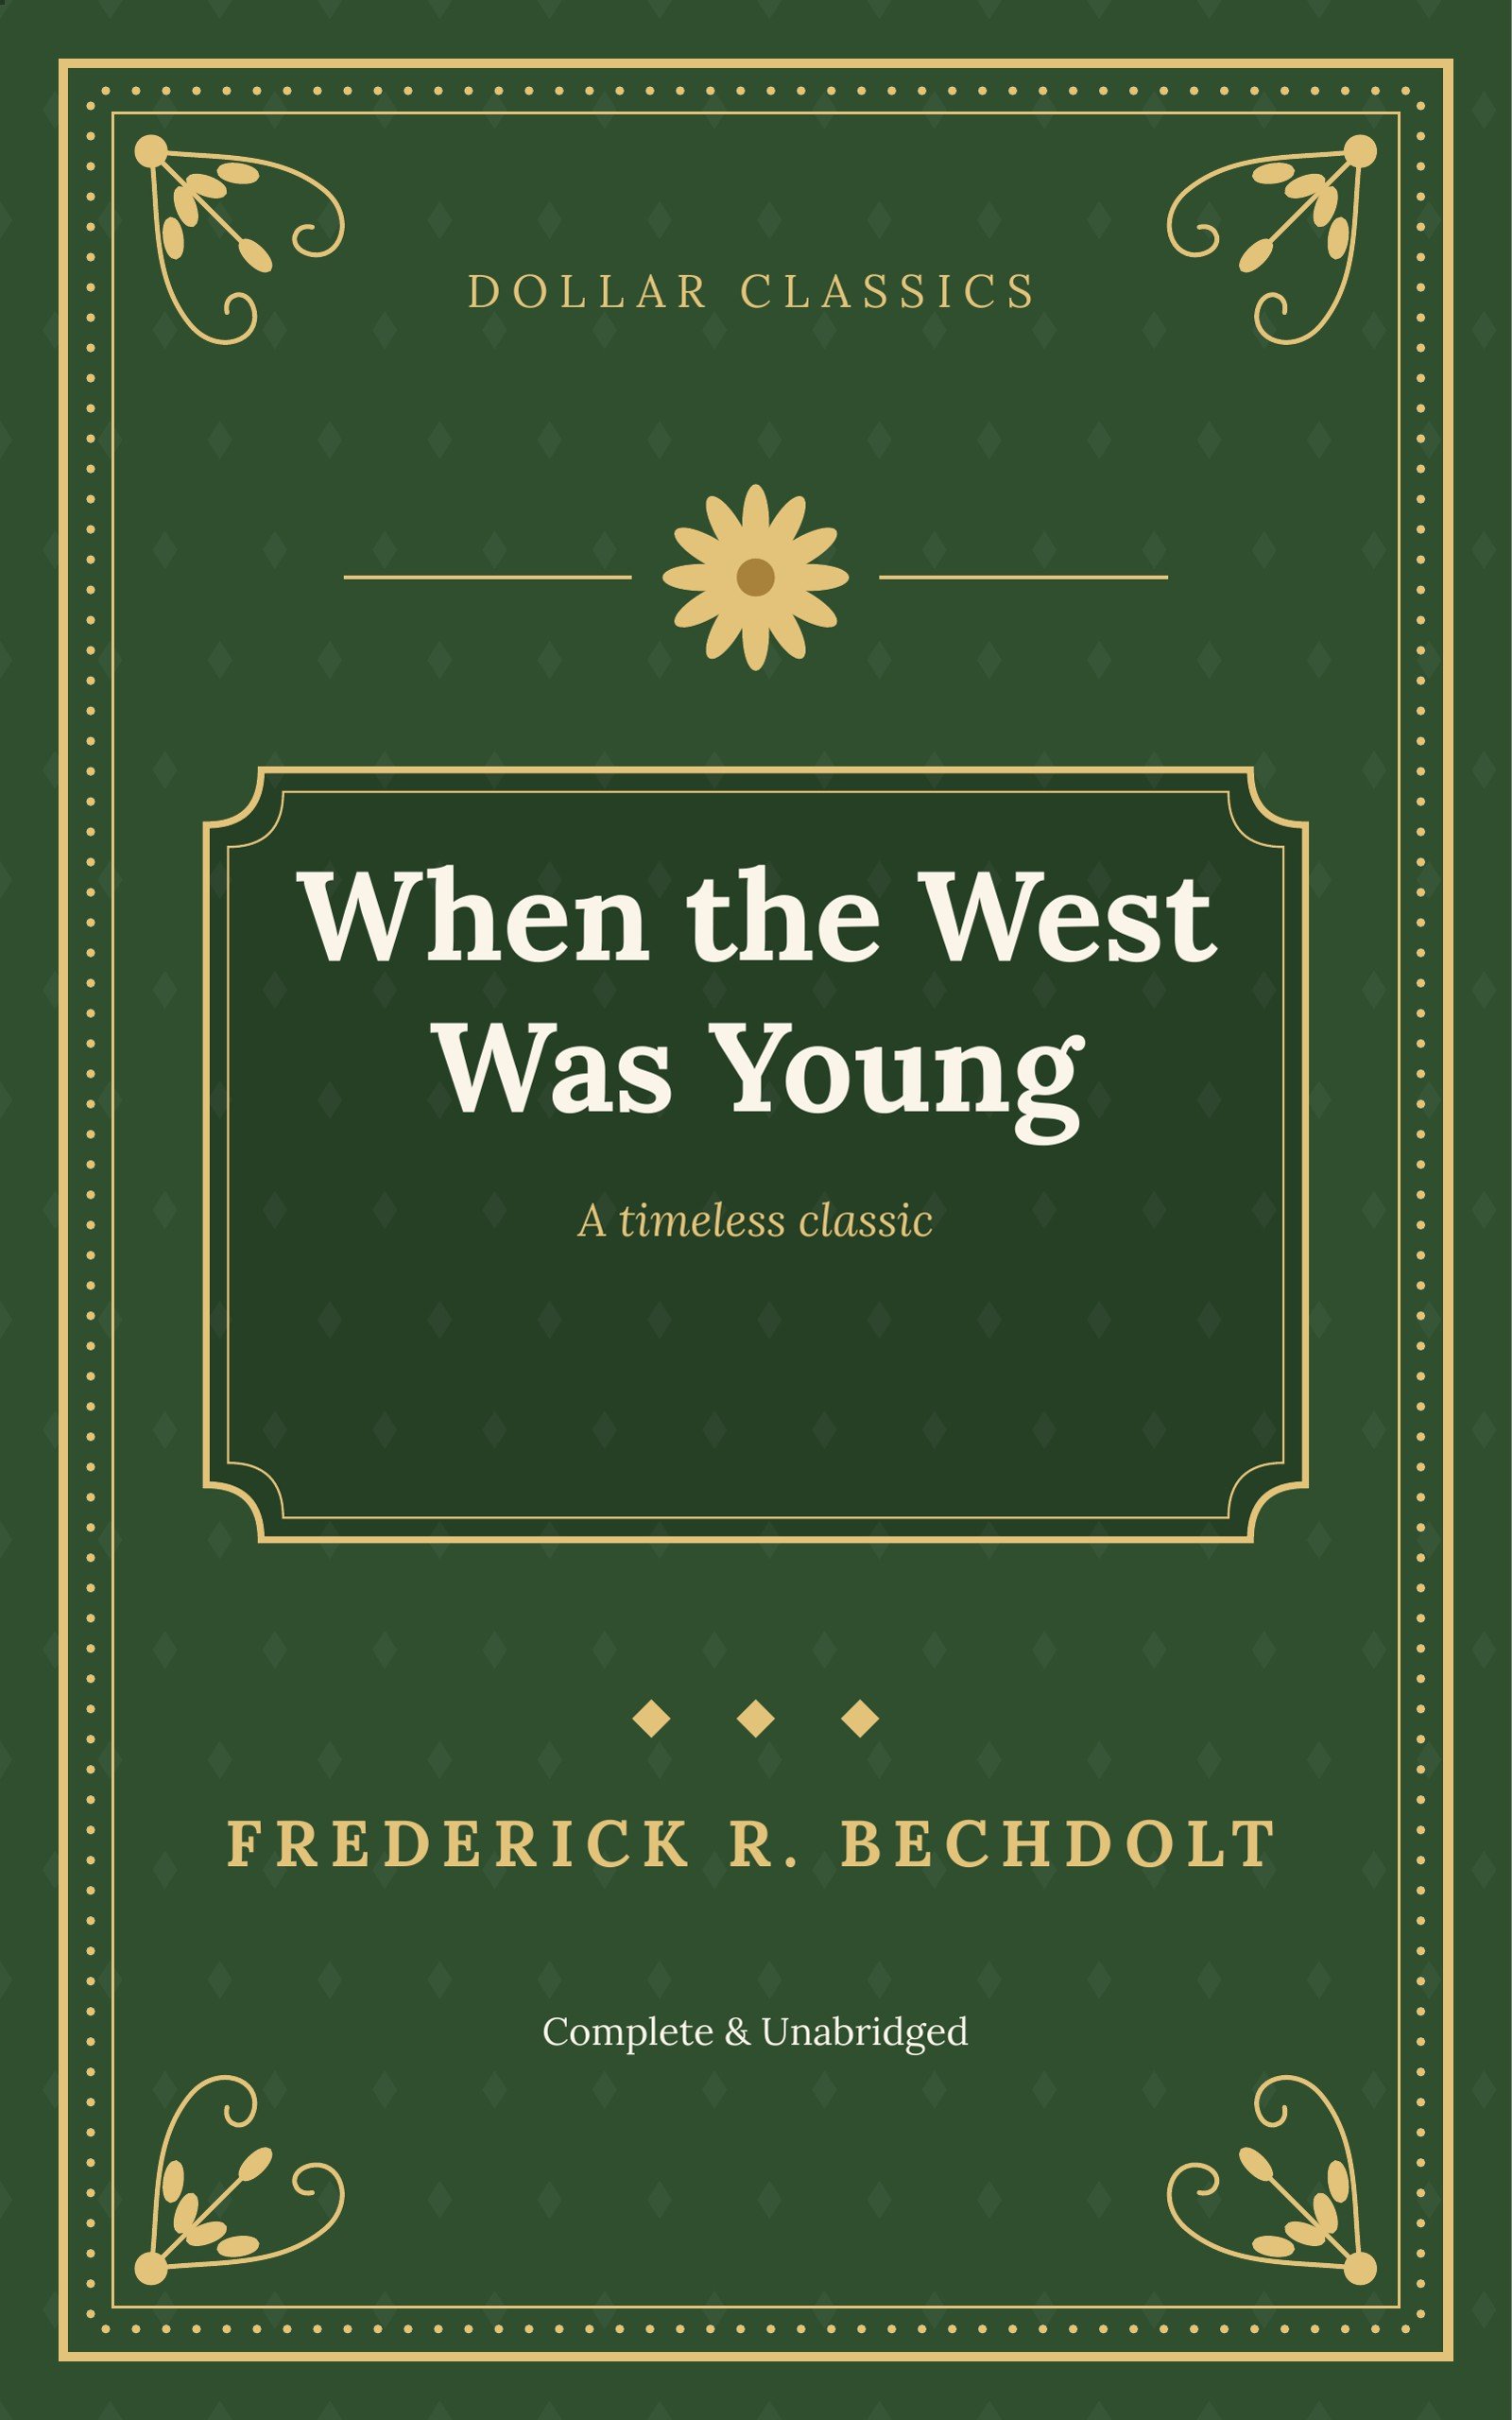 DOLLAR CLASSICS
When the West
Was Young
A timeless classic
FREDERICK R. BECHDOLT
Complete & Unabridged